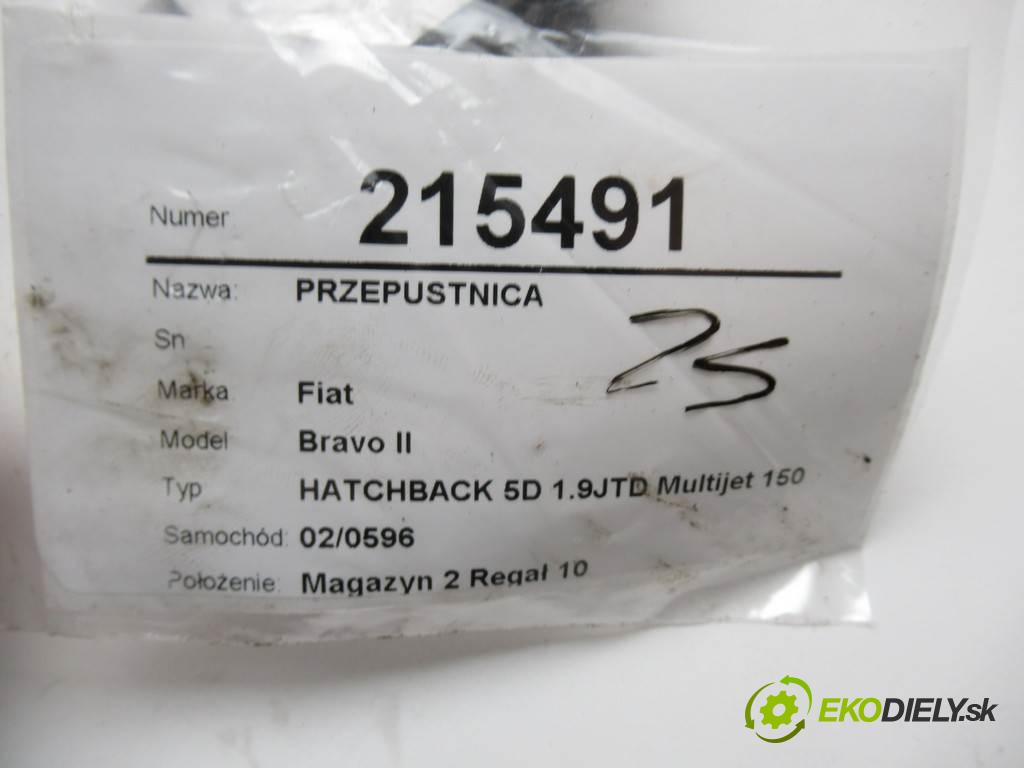 Numer 215491
Nazwa: PRZEPUSTNICA
Sn
25
Marka Fiat
Model Bravo II
Typ HATCHBACK 5D 1.9JTD Multijet 150
Samochód: 02/0596
Położenie: Magazyn 2 Regał 10
EKODIELY.sk